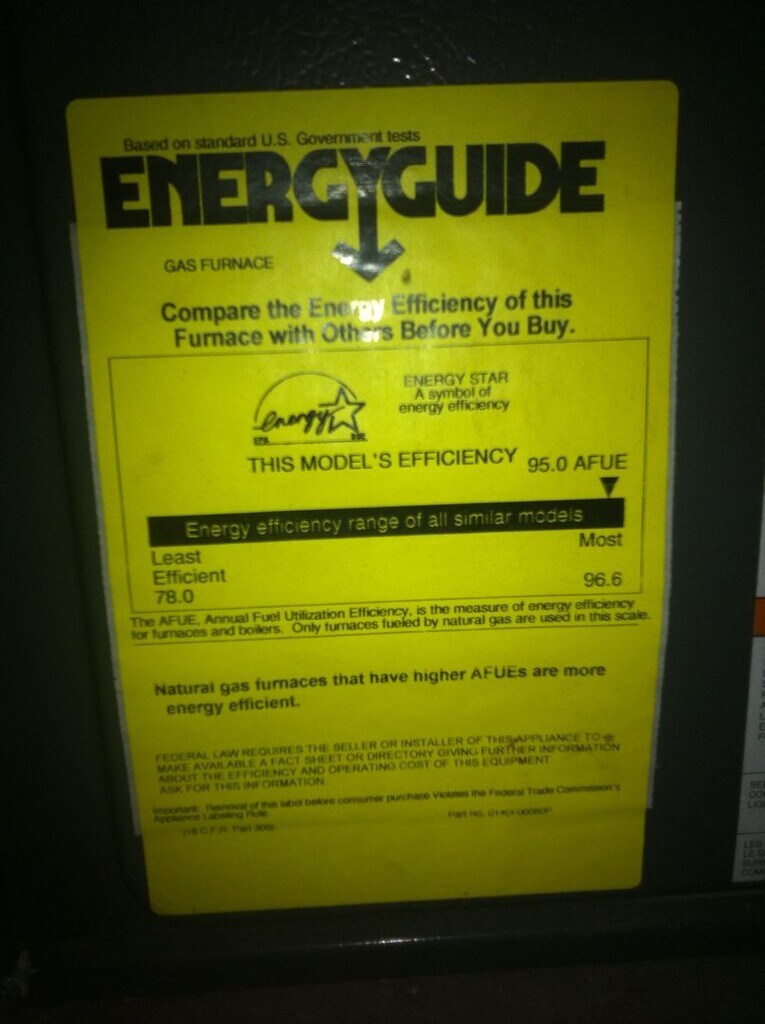 Based on standard U.S. Government tests
ENERGYGUIDE
GAS FURNACE
Compare the Energy Efficiency of this
Furnace with Others Before You Buy.
energy
EPA DOE
ENERGY STAR
A symbol of
energy efficiency
THIS MODEL'S EFFICIENCY 95.0 AFUE
Energy efficiency range of all similar models
Least
Efficient
78.0
Most
96.6
The AFUE, Annual Fuel Utilization Efficiency, is the measure of energy efficiency
for furnaces and boilers. Only furnaces fueled by natural gas are used in this scale.
Natural gas furnaces that have higher AFUEs are more
energy efficient.
FEDERAL LAW REQUIRES THE SELLER OR INSTALLER OF THIS APPLIANCE TO
MAKE AVAILABLE A FACT SHEET OR DIRECTORY GIVING FURTHER INFORMATION
ABOUT THE EFFICIENCY AND OPERATING COST OF THIS EQUIPMENT
ASK FOR THIS INFORMATION
Important: Removal of this label before consumer purchase Violates the Federal Trade Commission's
Appliance Labeling Rule.
(16 C.F.R. Part 305) Part No.